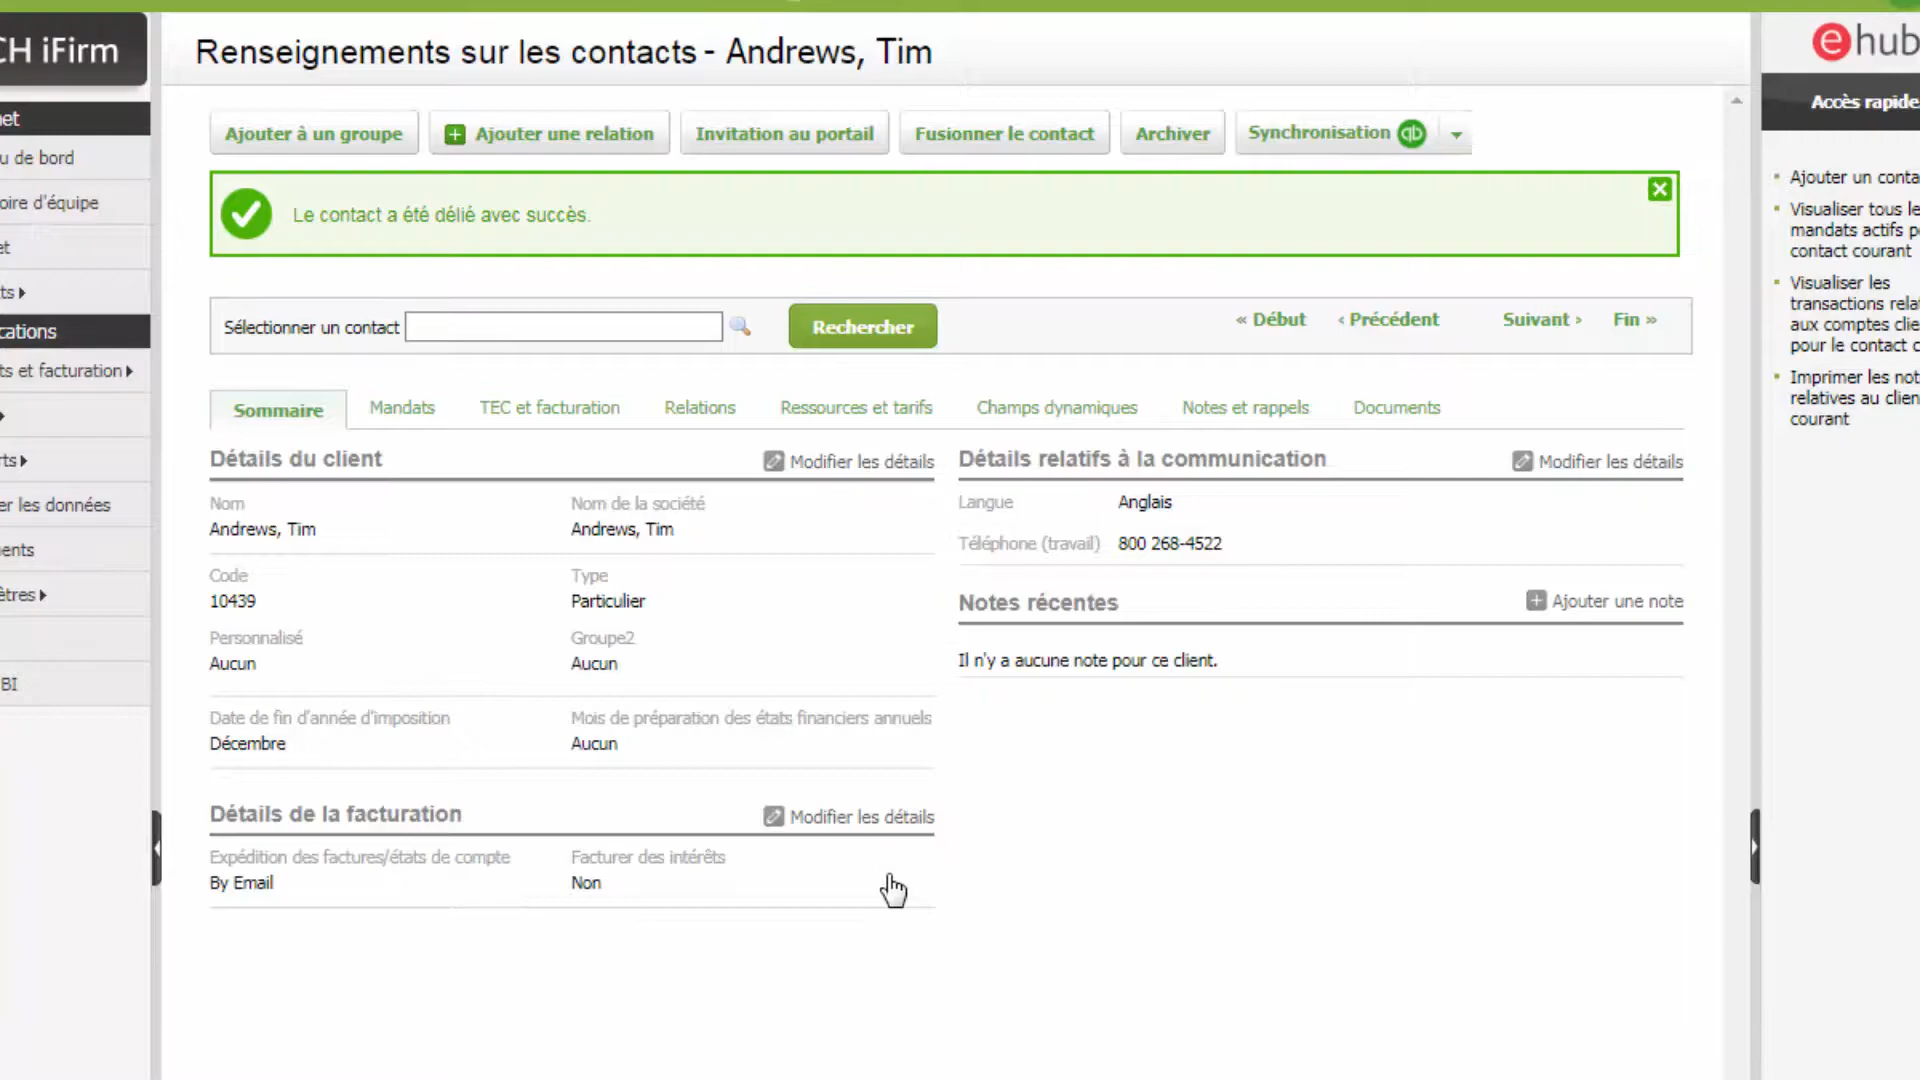 CH iFirm
Renseignements sur les contacts - Andrews, Tim
ehub
Accès rapide
Ajouter à un groupe
Ajouter une relation
Invitation au portail
Fusionner le contact
Archiver
Synchronisation qb
Le contact a été délié avec succès.
Sélectionner un contact
Rechercher
« Début
‹ Précédent
Suivant ›
Fin »
Sommaire
Mandats
TEC et facturation
Relations
Ressources et tarifs
Champs dynamiques
Notes et rappels
Documents
Détails du client
Modifier les détails
Nom
Andrews, Tim
Nom de la société
Andrews, Tim
Code
10439
Type
Particulier
Personnalisé
Aucun
Groupe2
Aucun
Date de fin d'année d'imposition
Décembre
Mois de préparation des états financiers annuels
Aucun
Détails de la facturation
Modifier les détails
Expédition des factures/états de compte
By Email
Facturer des intérêts
Non
Détails relatifs à la communication
Modifier les détails
Langue
Anglais
Téléphone (travail)
800 268-4522
Notes récentes
Ajouter une note
Il n'y a aucune note pour ce client.
net
u de bord
oire d'équipe
et
ts
cations
ts et facturation
rts
er les données
ents
ètres
BI
Ajouter un conta
Visualiser tous le
mandats actifs p
contact courant
Visualiser les
transactions rela
aux comptes clie
pour le contact c
Imprimer les not
relatives au clien
courant